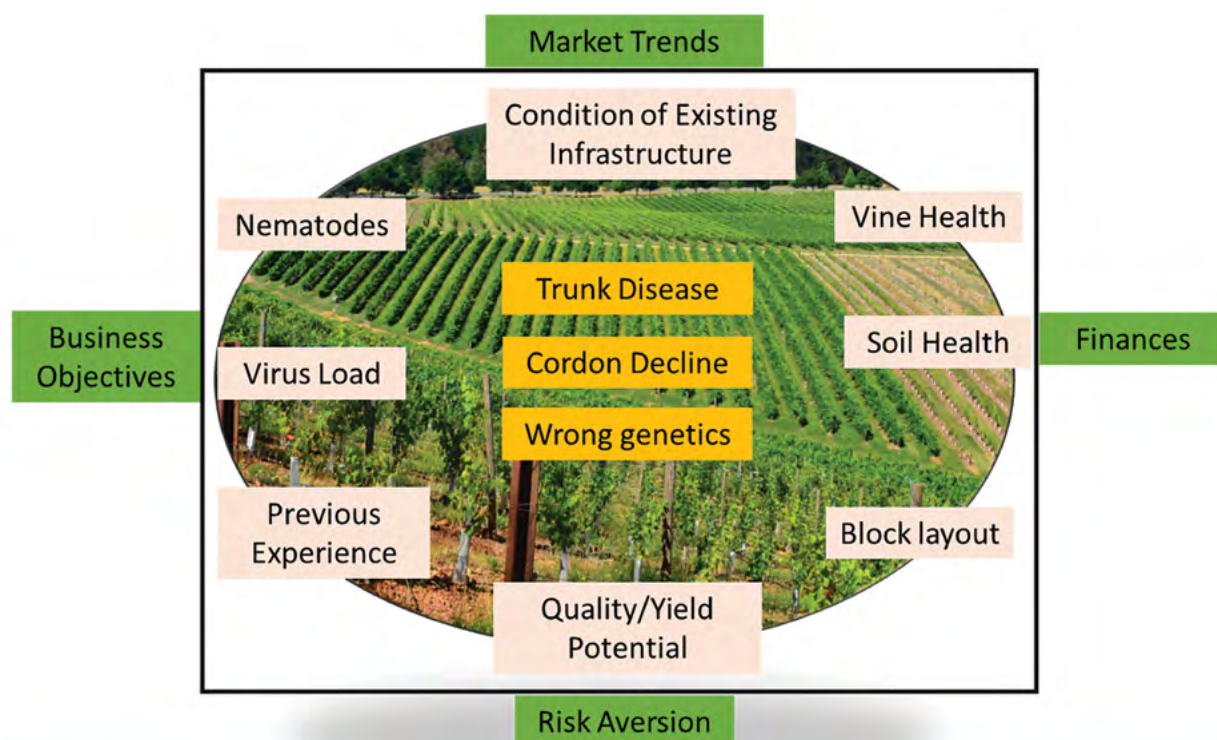 Market Trends
Condition of Existing
Infrastructure
Nematodes
Vine Health
Trunk Disease
Business
Objectives
Soil Health
Finances
Virus Load
Cordon Decline
Wrong genetics
Previous
Experience
Block layout
Quality/Yield
Potential
Risk Aversion